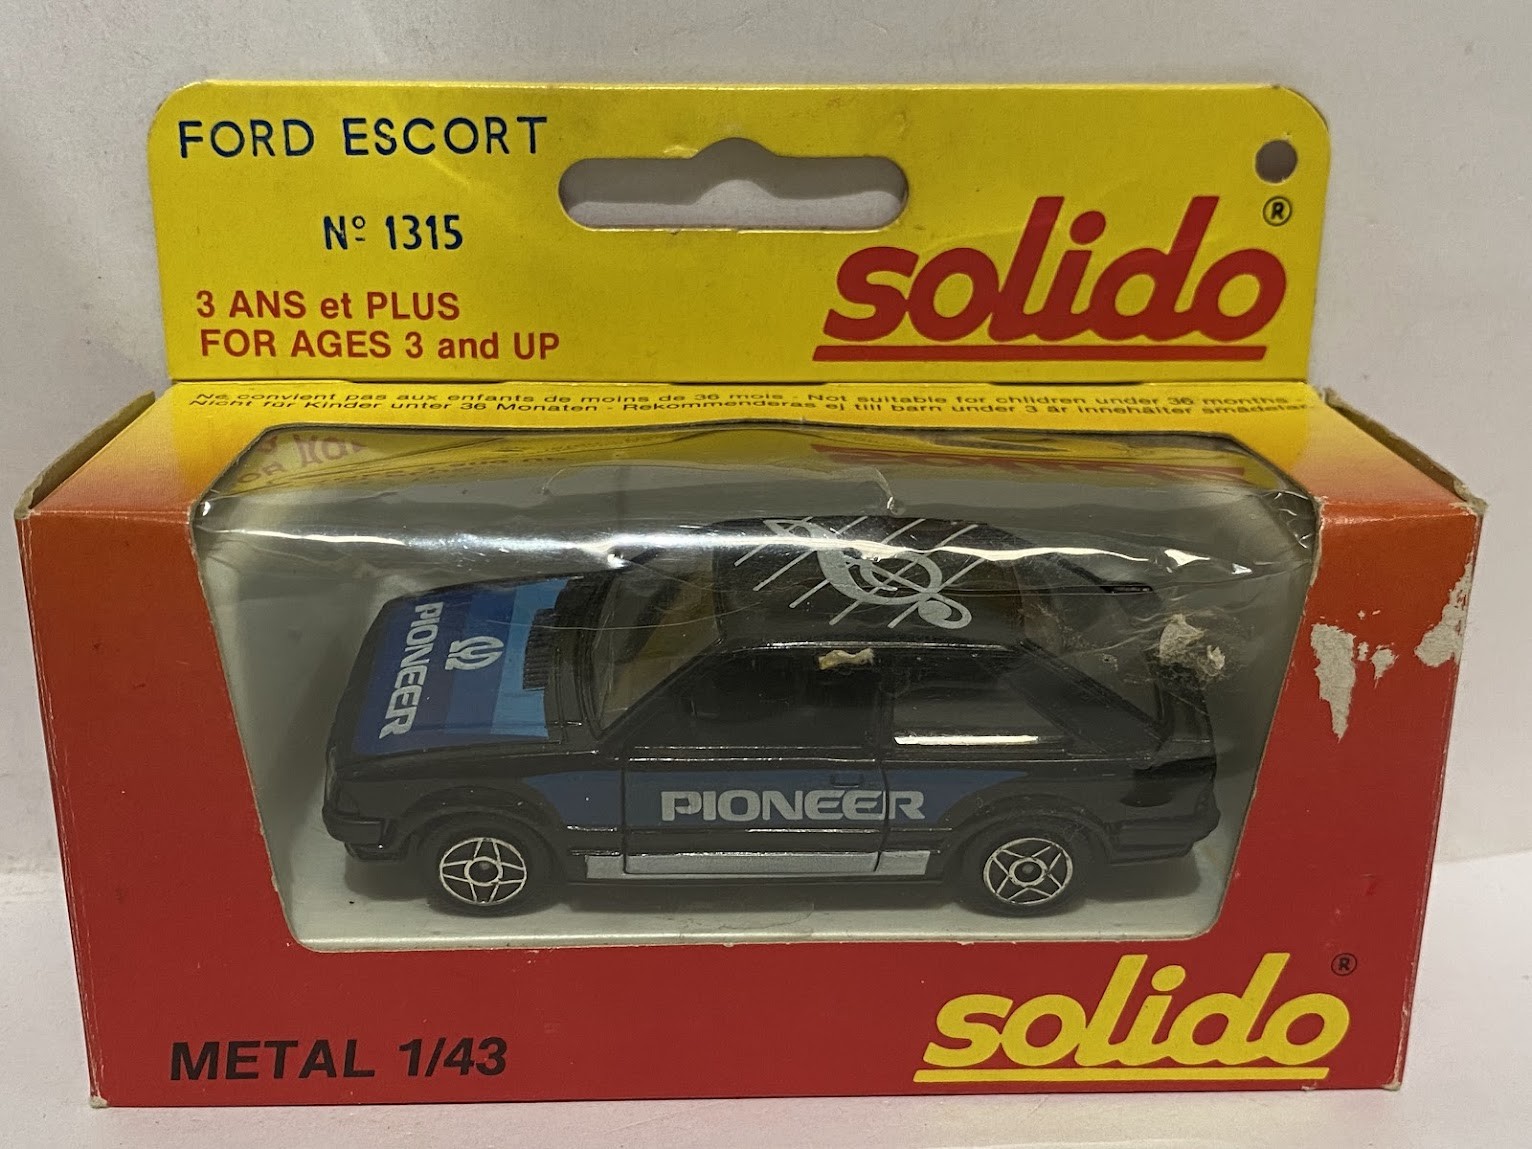 FORD ESCORT
Nº 1315
3 ANS et PLUS
FOR AGES 3 and UP
solido ®
Ne convient pas aux enfants de moins de 36 mois - Not suitable for children under 36 months -
Nicht für Kinder unter 36 Monaten - Rekommenderas ej till barn under 3 år innehåller smådelar
PIONEER
PIONEER
METAL 1/43
solido ®